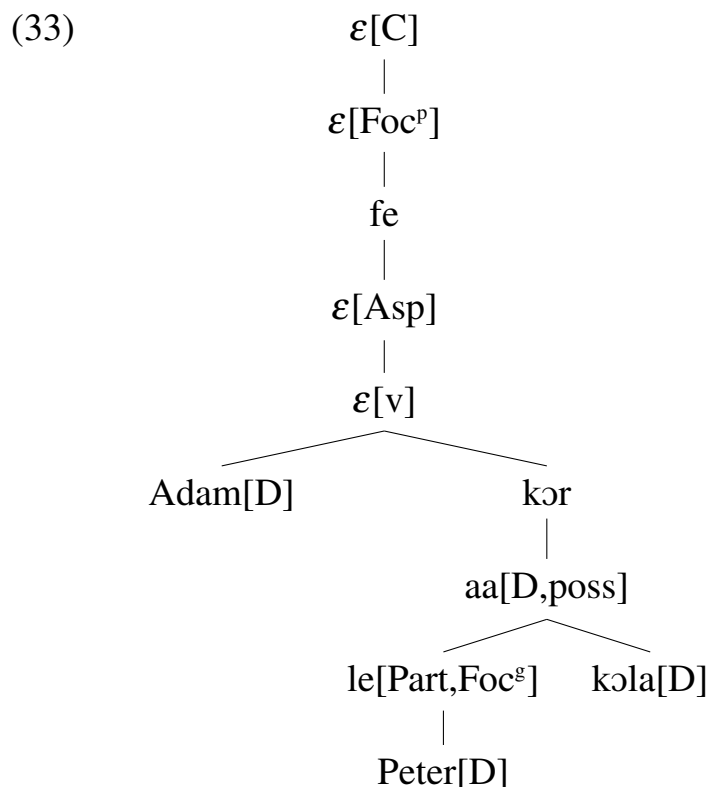 (33) ε[C]
ε[Focᵖ]
fe
ε[Asp]
ε[v]
Adam[D] kɔr
aa[D,poss]
le[Part,Focᵍ] kɔla[D]
Peter[D]